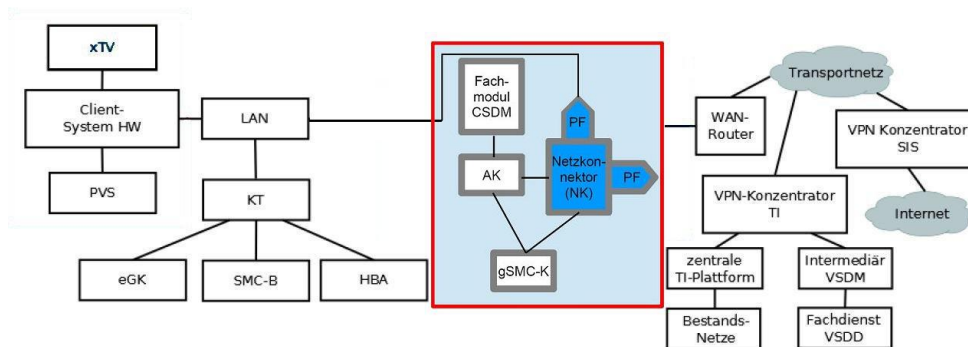 xTV
Client-
System HW
PVS
LAN
KT
eGK
SMC-B
HBA
Fach-
modul
CSDM
PF
AK
Netzkon-
nektor
(NK)
PF
gSMC-K
Transportnetz
WAN-
Router
VPN Konzentrator
SIS
VPN-Konzentrator
TI
Internet
zentrale
TI-Plattform
Intermediär
VSDM
Bestands-
Netze
Fachdienst
VSDD